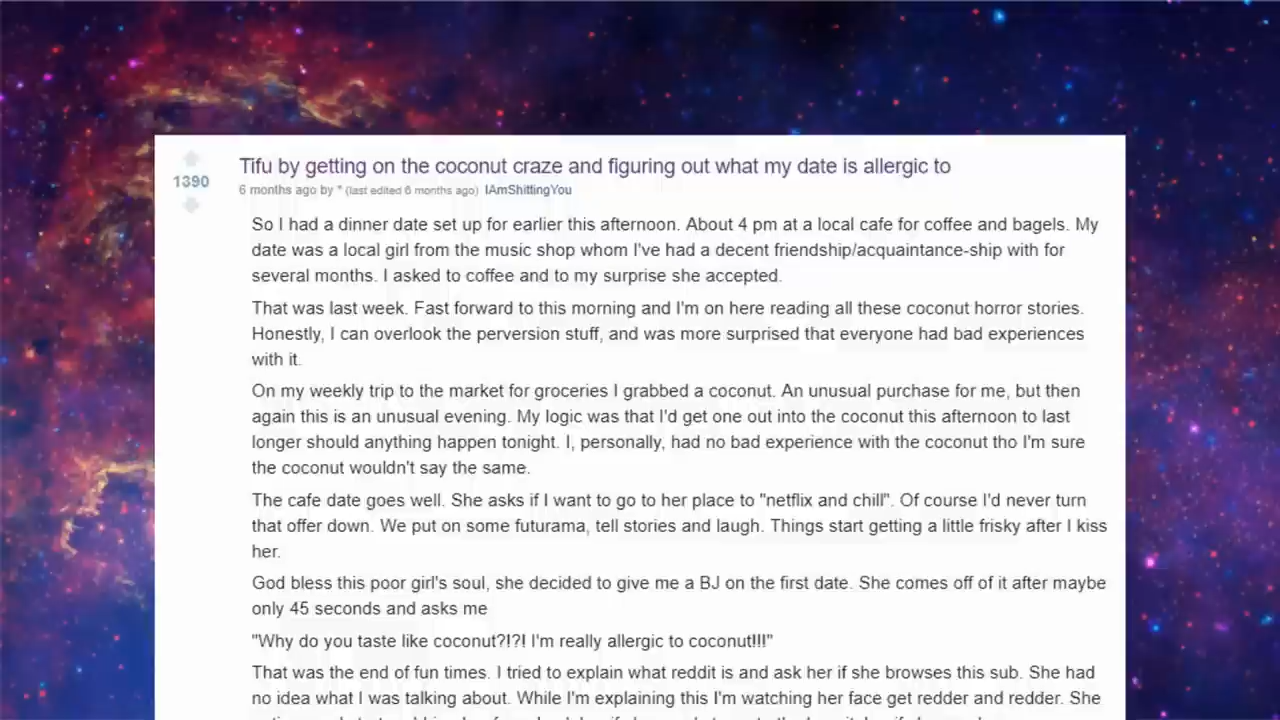 Tifu by getting on the coconut craze and figuring out what my date is allergic to
1390
6 months ago by * (last edited 6 months ago) IAmShittingYou
So I had a dinner date set up for earlier this afternoon. About 4 pm at a local cafe for coffee and bagels. My
date was a local girl from the music shop whom I've had a decent friendship/acquaintance-ship with for
several months. I asked to coffee and to my surprise she accepted.
That was last week. Fast forward to this morning and I'm on here reading all these coconut horror stories.
Honestly, I can overlook the perversion stuff, and was more surprised that everyone had bad experiences
with it.
On my weekly trip to the market for groceries I grabbed a coconut. An unusual purchase for me, but then
again this is an unusual evening. My logic was that I'd get one out into the coconut this afternoon to last
longer should anything happen tonight. I, personally, had no bad experience with the coconut tho I'm sure
the coconut wouldn't say the same.
The cafe date goes well. She asks if I want to go to her place to "netflix and chill". Of course I'd never turn
that offer down. We put on some futurama, tell stories and laugh. Things start getting a little frisky after I kiss
her.
God bless this poor girl's soul, she decided to give me a BJ on the first date. She comes off of it after maybe
only 45 seconds and asks me
"Why do you taste like coconut?!?! I'm really allergic to coconut!!!"
That was the end of fun times. I tried to explain what reddit is and ask her if she browses this sub. She had
no idea what I was talking about. While I'm explaining this I'm watching her face get redder and redder. She